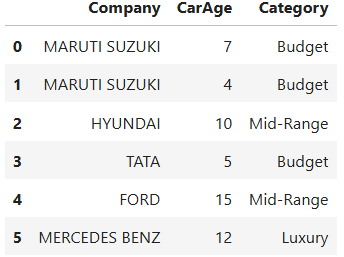 Company CarAge Category
0 MARUTI SUZUKI 7 Budget
1 MARUTI SUZUKI 4 Budget
2 HYUNDAI 10 Mid-Range
3 TATA 5 Budget
4 FORD 15 Mid-Range
5 MERCEDES BENZ 12 Luxury